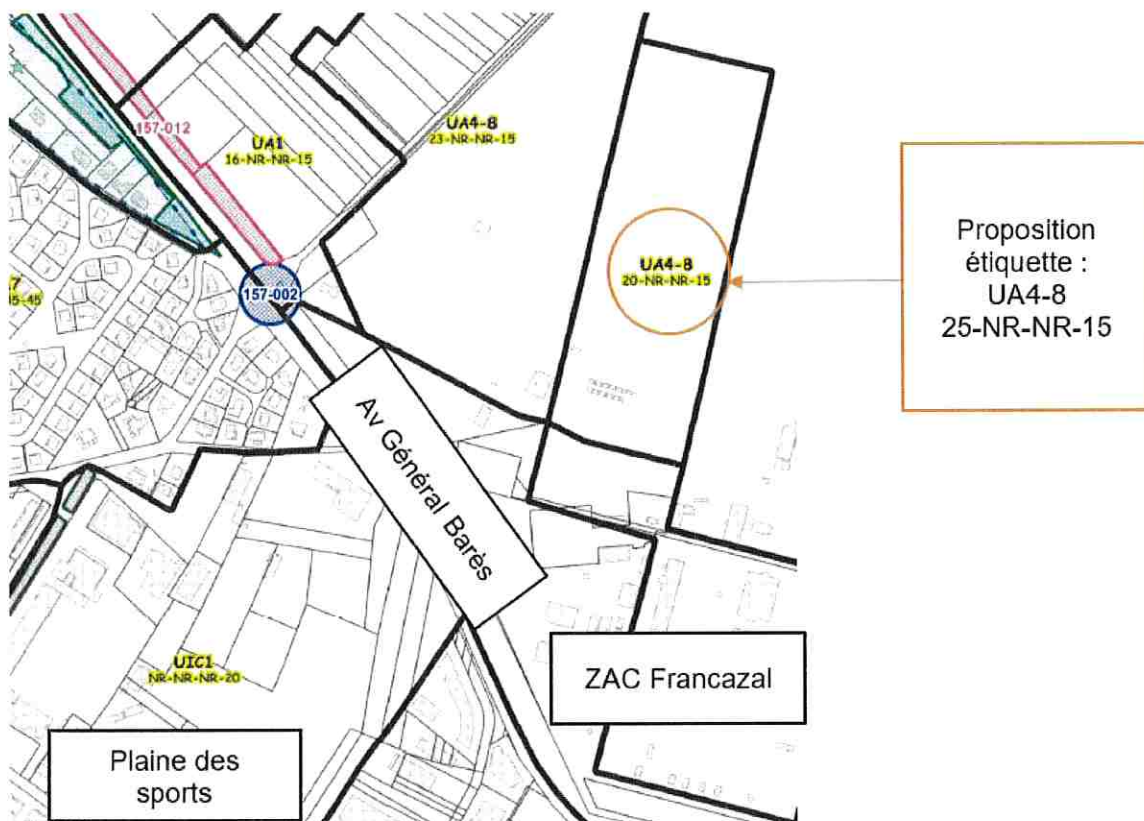 157-012
UA1
16-NR-NR-15
UA4-8
23-NR-NR-15
UA4-8
20-NR-NR-15
Proposition
étiquette :
UA4-8
25-NR-NR-15
7
157-002
Av Général Barès
UIC1
NR-NR-NR-20
ZAC Francazal
Plaine des
sports